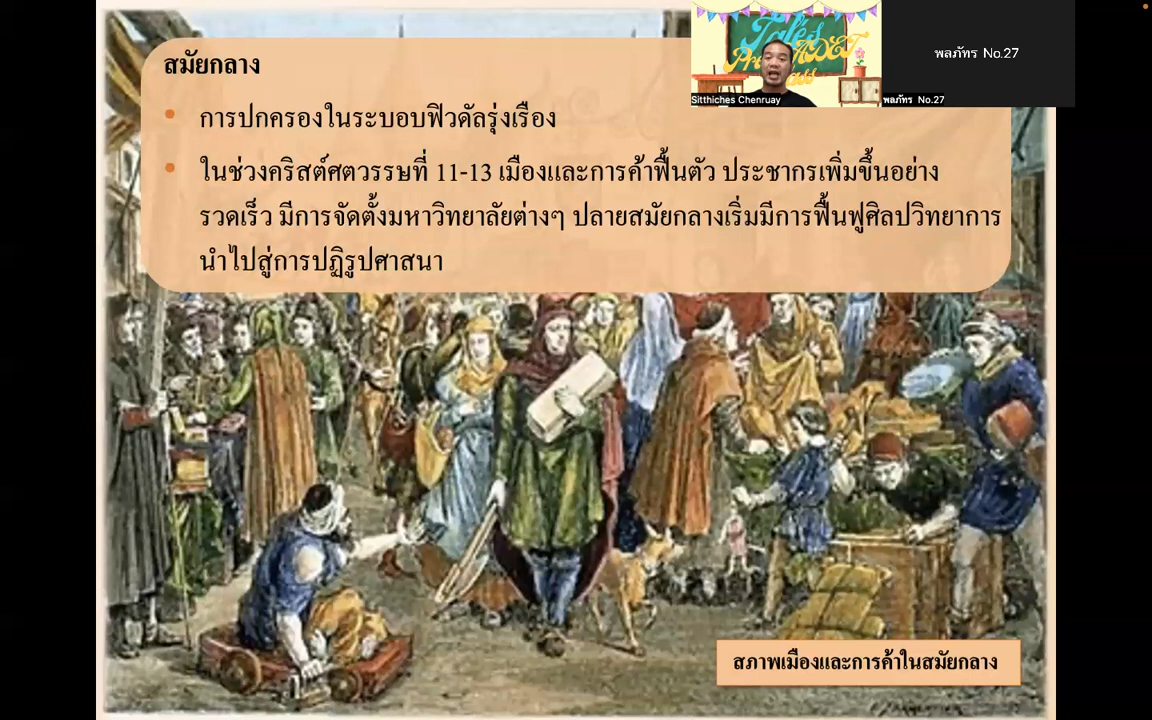 สมัยกลาง
• การปกครองในระบอบฟิวดัลรุ่งเรือง
• ในช่วงคริสต์ศตวรรษที่ 11-13 เมืองและการค้าฟื้นตัว ประชากรเพิ่มขึ้นอย่าง
รวดเร็ว มีการจัดตั้งมหาวิทยาลัยต่างๆ ปลายสมัยกลางเริ่มมีการฟื้นฟูศิลปวิทยาการ
นำไปสู่การปฏิรูปศาสนา
Tales
Sitthiches Chenruay
พลภัทร No.27
พลภัทร No.27
สภาพเมืองและการค้าในสมัยกลาง